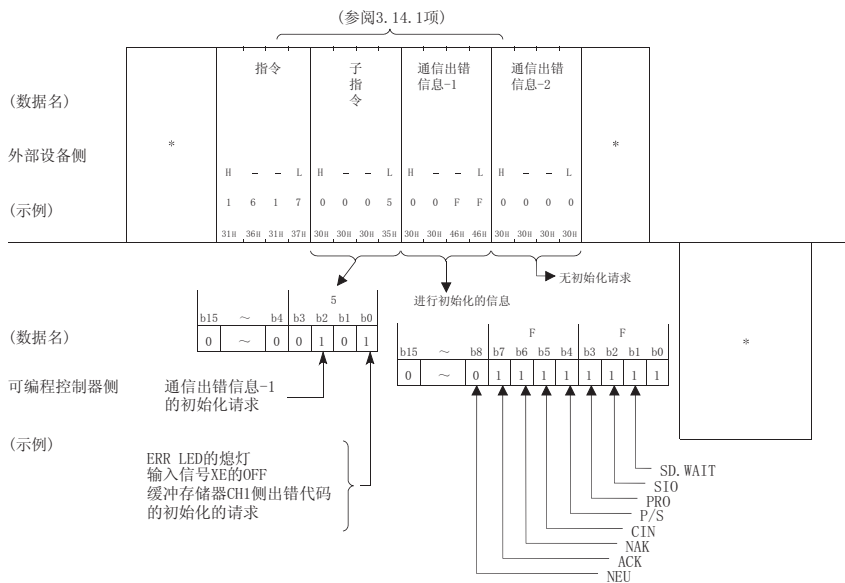 (参阅3.14.1项)
指令 子指令 通信出错信息-1 通信出错信息-2
(数据名)
* *
外部设备侧
H - - L H - - L H - - L H - - L
(示例)
1 6 1 7 0 0 0 5 0 0 F F 0 0 0 0
31H 36H 31H 37H 30H 30H 30H 35H 30H 30H 46H 46H 30H 30H 30H 30H
无初始化请求
进行初始化的信息
5
b15 ~ b4 b3 b2 b1 b0
0 ~ 0 0 1 0 1
(数据名)
F F
b15 ~ b8 b7 b6 b5 b4 b3 b2 b1 b0
0 ~ 0 1 1 1 1 1 1 1 1
*
可编程控制器侧
通信出错信息-1
的初始化请求
(示例)
ERR LED的熄灯
输入信号XE的OFF
缓冲存储器CH1侧出错代码
的初始化的请求
SD.WAIT
SIO
PRO
P/S
CIN
NAK
ACK
NEU